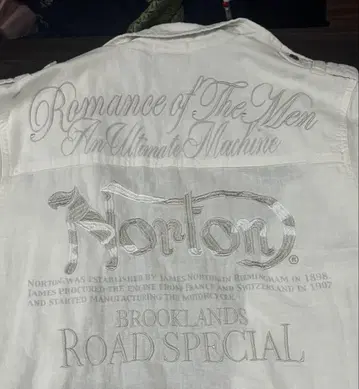 Romance of The Men
An Ultimate Machine
Norton®
NORTON WAS ESTABLISHED BY JAMES NORTON IN BIRMINGHAM IN 1898.
JAMES PROCURED THE ENGINE FROM FRANCE AND SWITZERLAND IN 1902
AND STARTED MANUFACTURING THE MOTORCYCLE
BROOKLANDS
ROAD SPECIAL